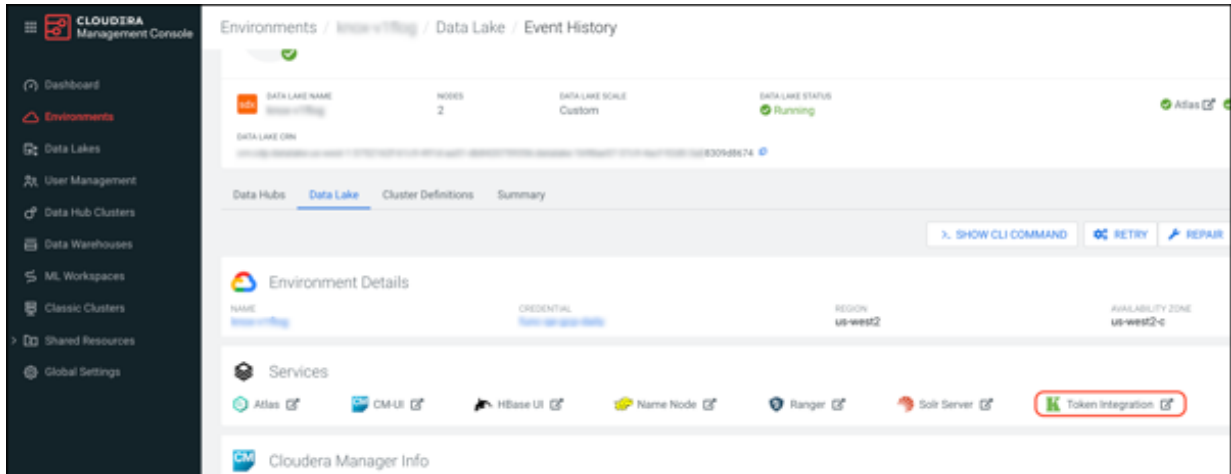 CLOUDERA
Management Console
Environments / / Data Lake / Event History
Dashboard
Environments
Data Lakes
User Management
Data Hub Clusters
Data Warehouses
ML Workspaces
Classic Clusters
> Shared Resources
Global Settings
sdx
DATA LAKE NAME NODES DATA LAKE SCALE DATA LAKE STATUS
2 Custom Running Atlas
DATA LAKE CRN
8309d8674
Data Hubs Data Lake Cluster Definitions Summary
>_ SHOW CLI COMMAND RETRY REPAIR
Environment Details
NAME CREDENTIAL REGION AVAILABILITY ZONE
us-west2 us-west2-c
Services
Atlas CM-UI HBase UI Name Node Ranger Solr Server Token Integration
CM Cloudera Manager Info